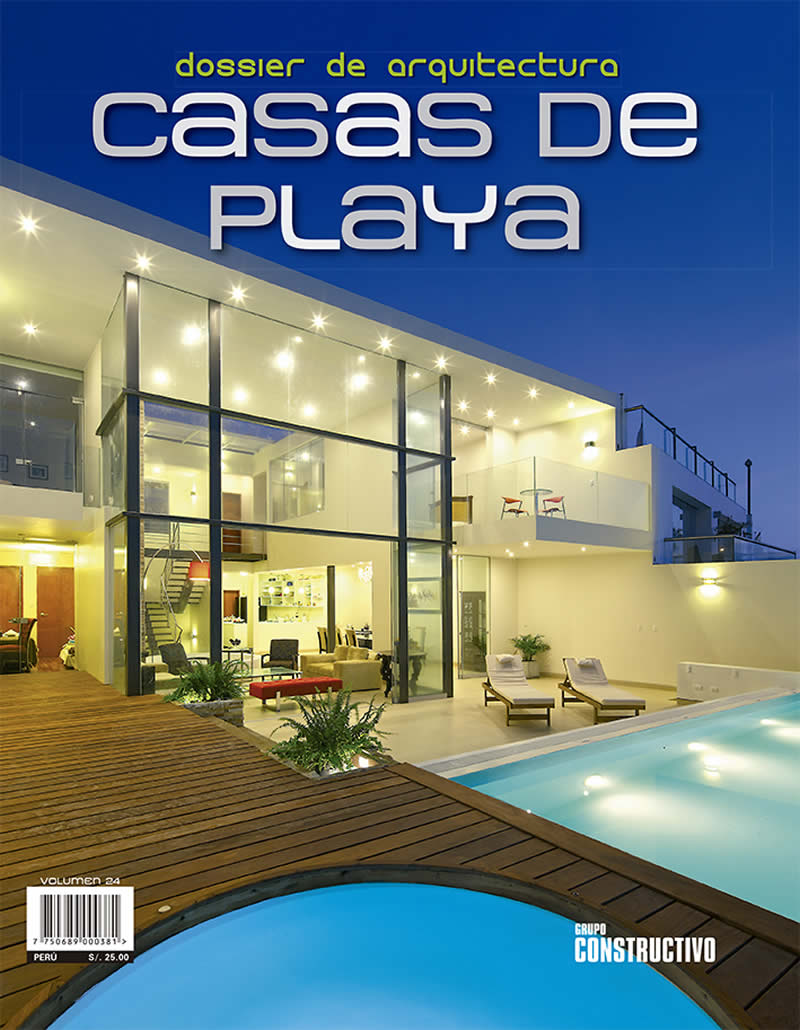 dossier de arquitectura
CASAS DE
PLAYA
VOLUMEN 24
7 750689 000381 >
PERÚ S/. 25.00
GRUPO
CONSTRUCTIVO